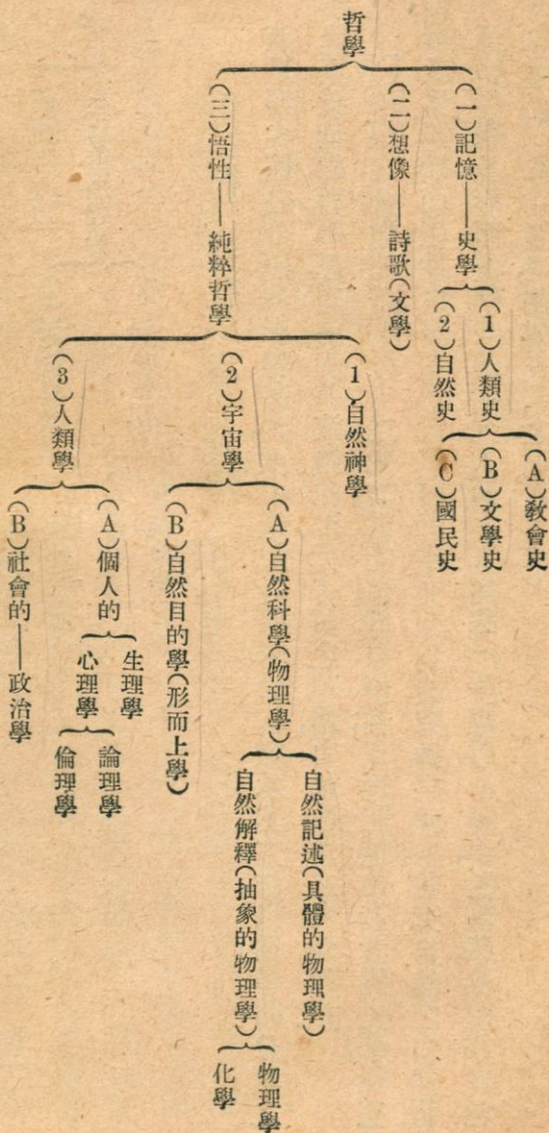 哲學
(一)記憶——史學
(1)人類史
(A)敎會史
(B)文學史
(C)國民史
(2)自然史
(二)想像——詩歌(文學)
(三)悟性——純粹哲學
(1)自然神學
(2)宇宙學
(A)自然科學(物理學)
自然記述(具體的物理學)
自然解釋(抽象的物理學)
物理學
化學
(B)自然目的學(形而上學)
(3)人類學
(A)個人的
生理學
心理學
論理學
倫理學
(B)社會的——政治學